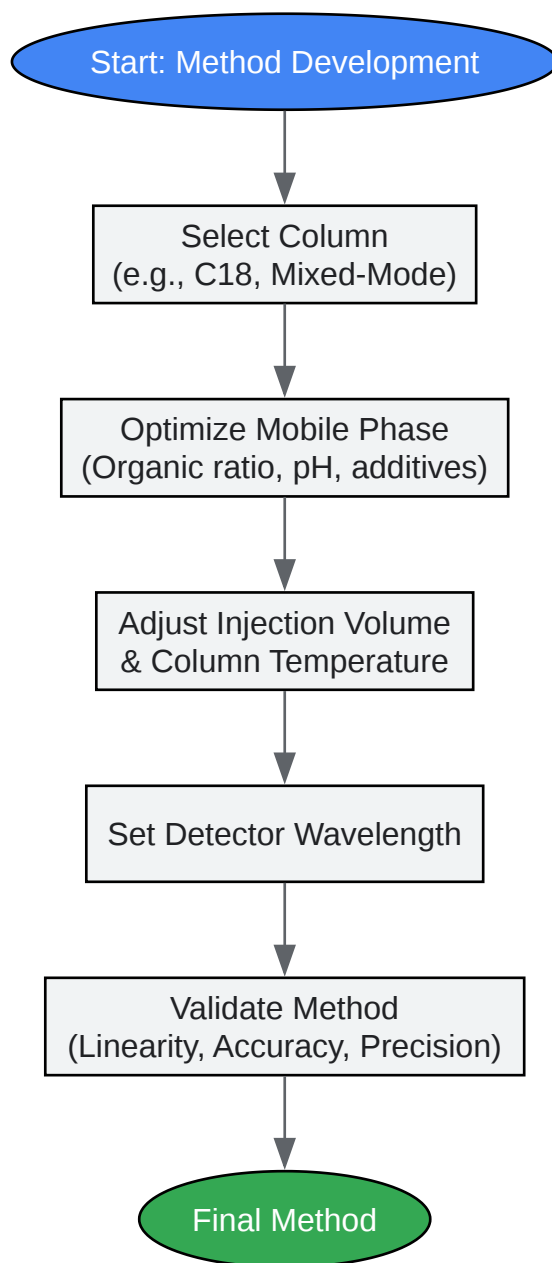 Start: Method Development
Select Column
(e.g., C18, Mixed-Mode)
Optimize Mobile Phase
(Organic ratio, pH, additives)
Adjust Injection Volume
& Column Temperature
Set Detector Wavelength
Validate Method
(Linearity, Accuracy, Precision)
Final Method